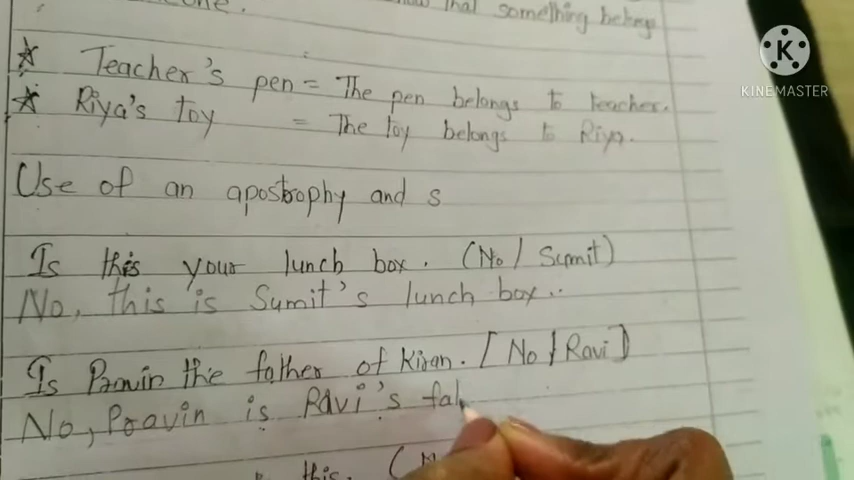 that something belongs
* Teacher's pen = The pen belongs to teacher.
* Riya's toy = The toy belongs to Riya.
Use of an apostrophy and s
Is this your lunch box. (No / Sumit)
No, this is Sumit's lunch box..
Is Pravin the father of Kiran. [No / Ravi]
No, Pravin is Ravi's fat
this. (
K
KINEMASTER